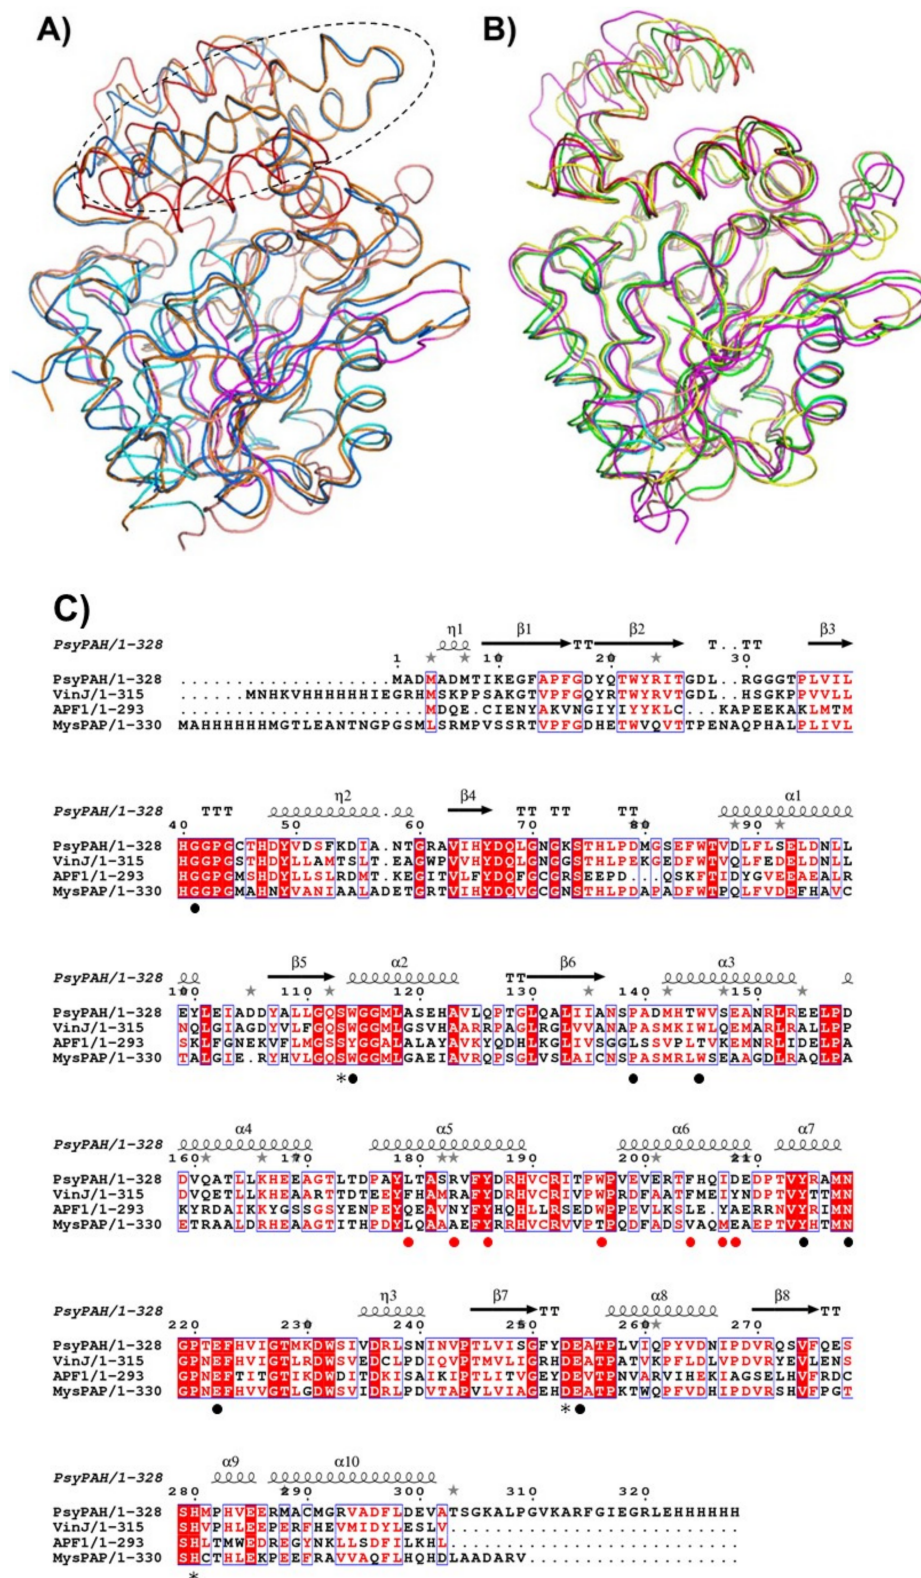 A)
B)
C)
PsyPAH/1-328 η1 β1 TT β2 T..TT β3
1 10 20 30
PsyPAH/1-328 ...................MADMADMTIKEGFAPFGDYQTWYRITGDL..RGGGTPLVIL
VinJ/1-315 ......MNHKVHHHHHHIEGRHMSKPPSAKGTVPFGQYRTWYRVTGDL..HSGKPPVVLL
APF1/1-293 ......................MDQE.CIENYAKVNGIYIYYKLC...KAPEEKAKLMTM
MysPAP/1-330 MAHHHHHHMGTLEANTNGPGSMLSRMPVSSRTVPFGDHETWVQVTTPENAQPHALPLIVL
PsyPAH/1-328 TTT η2 β4 TT TT TT α1
40 50 60 70 80 90
PsyPAH/1-328 HGGPGCTHDYVDSFKDIA.NTGRAVIHYDQLGNGKSTHLPDMGSEFWTVDLFLSELDNLL
VinJ/1-315 HGGPGSTHDYLLAMTSLT.EAGWPVVHYDQLGNGGSTHLPEKGEDFWTVQLFEDELDNLL
APF1/1-293 HGGPGMSHDYLLSLRDMT.KEGITVLFYDQFGCGRSEEPD..QSKFTIDYGVEEAEALR
MysPAP/1-330 HGGPGMAHNYVANIAALADETGRTVIHYDQVGCGNSTHLPDAPADFWTPQLFVDEFHAVC
PsyPAH/1-328 β5 α2 TT β6 α3
100 110 120 130 140 150
PsyPAH/1-328 EYLEIADDYALLGQSWGGMLASEHAVLQPTGLQALIIANSPADMHTWVSEANRLREELPD
VinJ/1-315 NQLGIAGDYVLFGQSWGGMLGSVHAARRPAGLRGLVVANAPASMKIWLQEMARLRALLPP
APF1/1-293 SKLFGNEKVFLMGSSYGGALALAYAVKYQDHLKGLIVSGGLSSVPLTVKEMNRLIDELPA
MysPAP/1-330 TALGIE.RYHVLGQSWGGMLGAEIAVRQPSGLVSLAICNSPASMRLWSEAAGDLRAQLPA
*
PsyPAH/1-328 α4 α5 α6 α7
160 170 180 190 200 210
PsyPAH/1-328 DVQATLLKHEEAGTLTDPAYLTASRVFYDRHVCRITPWPVEVERTFHQIDEDPTVYRAMN
VinJ/1-315 DVQETLLKHEAARTTDTEEYFHAMRAFYDRHVCRIVPWPRDFAATFMEIYNDPTVYTTMN
APF1/1-293 KYRDAIKKYGSSGSYENPEYQEAVNYFYHQHLLRSEDWPPEVLKSLE.YAERRNVYRIMN
MysPAP/1-330 ETRAALDRHEAAGTITHPDYLQAAAEFYRRHVCRVVPTPQDFADSVAQMEAEPTVYHTMN
PsyPAH/1-328 η3 β7 TT α8 β8 TT
220 230 240 250 260 270
PsyPAH/1-328 GPTEFHVIGTMKDWSIVDRLSNINVPTLVISGFYDEATPLVIQPYVDNIPDVRQSVFQES
VinJ/1-315 GPNEFHVIGTLRDWSVEDCLPDIQVPTMVLIGRHDEATPATVKPFLDLVPDVRYEVLENS
APF1/1-293 GPNEFTITGTIKDWDITDKISAIKIPTLITVGEYDEVTPNVARVIHEKIAGSELHVFRDC
MysPAP/1-330 GPNEFHVVGTLGDWSVIDRLPDVTAPVLVIAGEHDEATPKTWQPFVDHIPDVRSHVFPGT
*
PsyPAH/1-328 α9 α10
280 290 300 310 320
PsyPAH/1-328 SHMPHVEERMACMGRVADFLDEVATSGKALPGVKARFGIEGRLEHHHHHH
VinJ/1-315 SHVPHLEEPERFHEVMIDYLESLV..........................
APF1/1-293 SHLTMWEDREGYNKLLSDFILKHL..........................
MysPAP/1-330 SHCTHLEKPEEFRAVVAQFLHQHDLAADARV...................
*